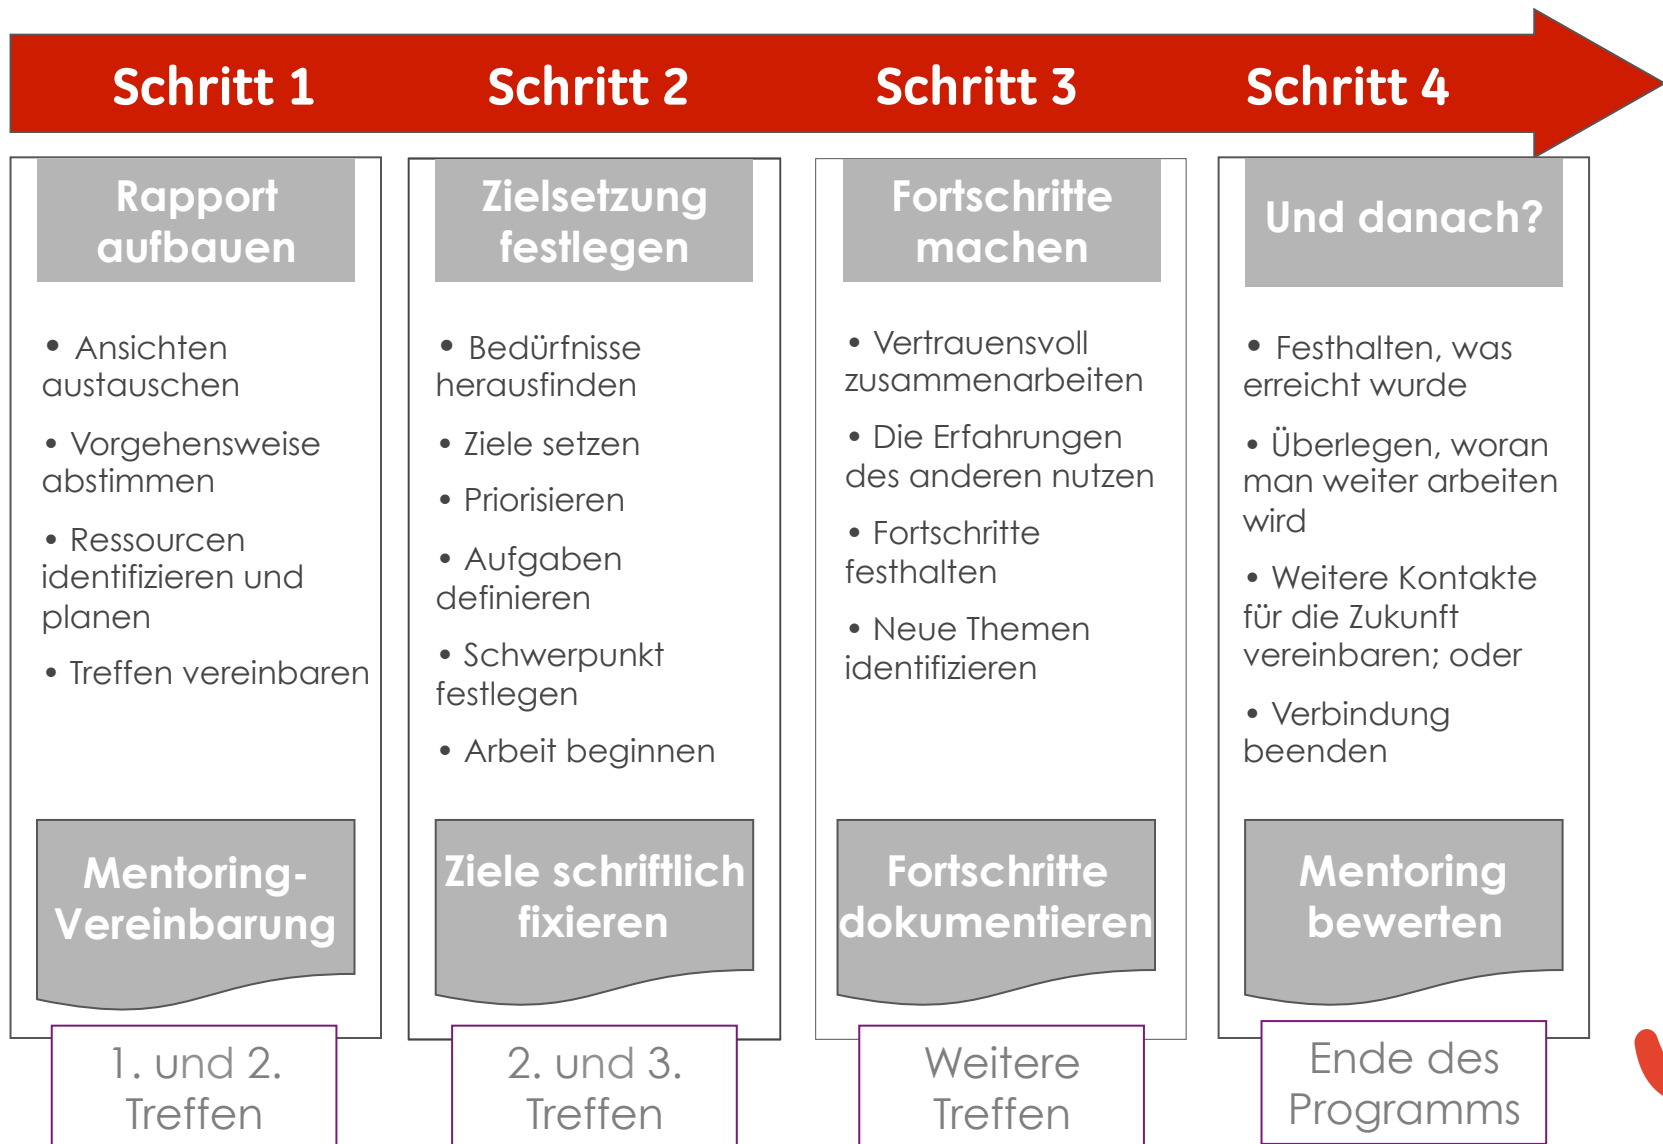 Schritt 1
Schritt 2
Schritt 3
Schritt 4
Rapport
aufbauen
• Ansichten
austauschen
• Vorgehensweise
abstimmen
• Ressourcen
identifizieren und
planen
• Treffen vereinbaren
Mentoring-
Vereinbarung
1. und 2.
Treffen
Zielsetzung
festlegen
• Bedürfnisse
herausfinden
• Ziele setzen
• Priorisieren
• Aufgaben
definieren
• Schwerpunkt
festlegen
• Arbeit beginnen
Ziele schriftlich
fixieren
2. und 3.
Treffen
Fortschritte
machen
• Vertrauensvoll
zusammenarbeiten
• Die Erfahrungen
des anderen nutzen
• Fortschritte
festhalten
• Neue Themen
identifizieren
Fortschritte
dokumentieren
Weitere
Treffen
Und danach?
• Festhalten, was
erreicht wurde
• Überlegen, woran
man weiter arbeiten
wird
• Weitere Kontakte
für die Zukunft
vereinbaren; oder
• Verbindung
beenden
Mentoring
bewerten
Ende des
Programms